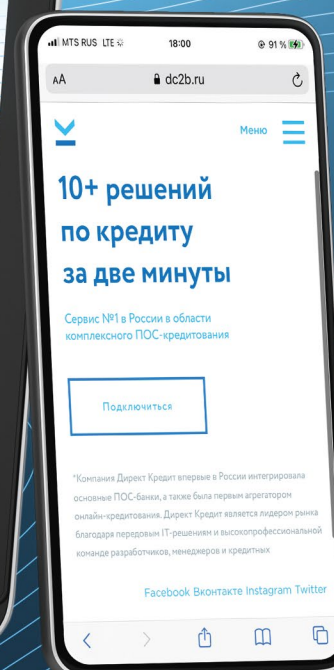 MTS RUS LTE 18:00 91 %
AA dc2b.ru
Меню
10+ решений
по кредиту
за две минуты
Сервис №1 в России в области
комплексного ПОС-кредитования
Подключиться
*Компания Директ Кредит впервые в России интегрировала
основные ПОС-банки, а также была первым агрегатором
онлайн-кредитования. Директ Кредит является лидером рынка
благодаря передовым IT-решениям и высокопрофессиональной
команде разработчиков, менеджеров и кредитных
Facebook Вконтакте Instagram Twitter